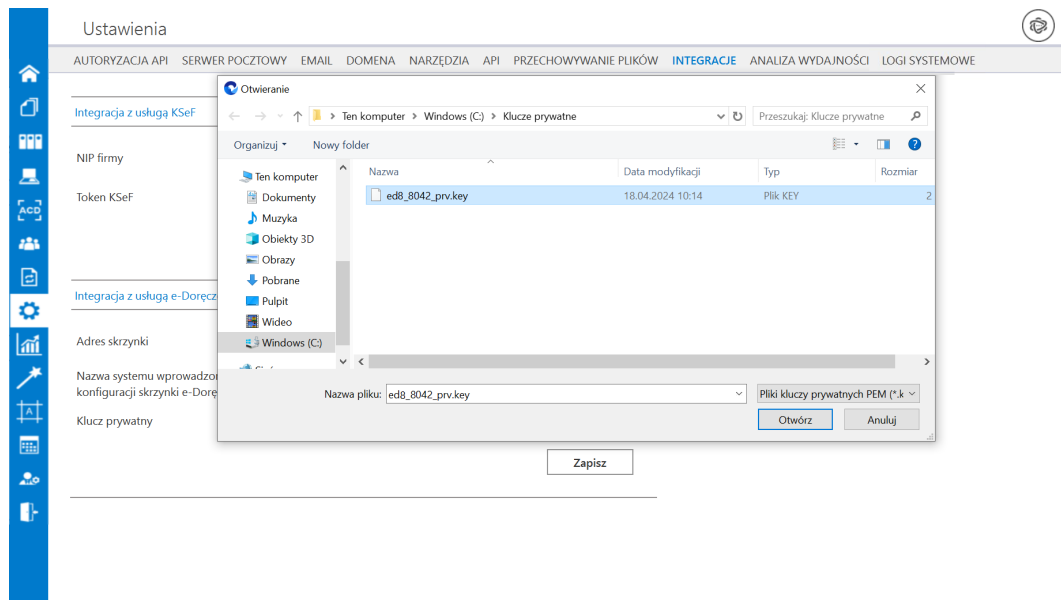 Ustawienia
AUTORYZACJA API SERWER POCZTOWY EMAIL DOMENA NARZĘDZIA API PRZECHOWYWANIE PLIKÓW INTEGRACJE ANALIZA WYDAJNOŚCI LOGI SYSTEMOWE
Otwieranie
Integracja z usługą KSeF
Ten komputer > Windows (C:) > Klucze prywatne
Przeszukaj: Klucze prywatne
Organizuj
Nowy folder
NIP firmy
Token KSeF
Ten komputer
Dokumenty
Muzyka
Obiekty 3D
Obrazy
Pobrane
Pulpit
Wideo
Windows (C:)
Nazwa Data modyfikacji Typ Rozmiar
ed8_8042_prv.key 18.04.2024 10:14 Plik KEY 2
ACD
Integracja z usługą e-Doręcz
Adres skrzynki
Nazwa systemu wprowadzo
konfiguracji skrzynki e-Dorę
Klucz prywatny
Nazwa pliku: ed8_8042_prv.key
Pliki kluczy prywatnych PEM (*.k
Otwórz Anuluj
Zapisz